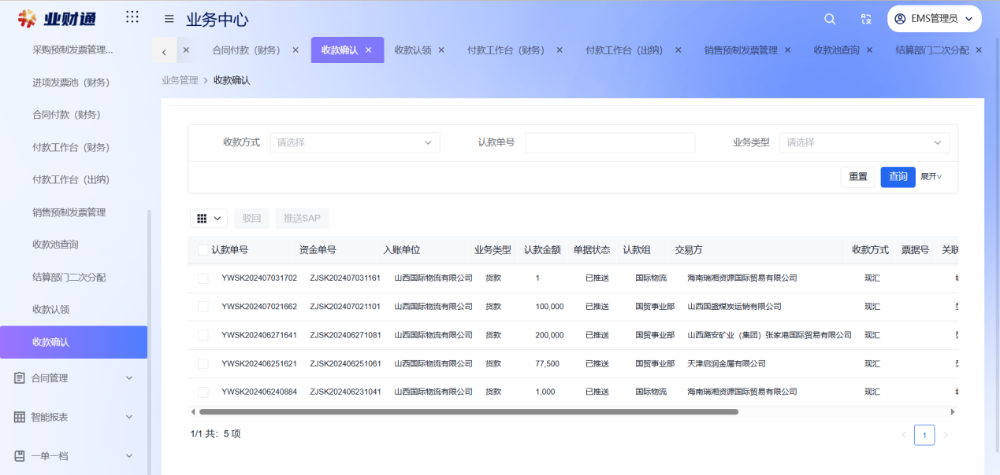 业财通
业务中心
EMS管理员
合同付款（财务）
收款确认
收款认领
付款工作台（财务）
付款工作台（出纳）
销售预制发票管理
收款池查询
结算部门二次分配
业务管理 > 收款确认
采购预制发票管理...
进项发票池（财务）
合同付款（财务）
付款工作台（财务）
付款工作台（出纳）
销售预制发票管理
收款池查询
结算部门二次分配
收款认领
收款确认
合同管理
智能报表
一单一档
收款方式 请选择 认款单号 业务类型 请选择
重置 查询 展开
驳回 推送SAP
认款单号 资金单号 入账单位 业务类型 认款金额 单据状态 认款组 交易方 收款方式 票据号 关联
YWSK202407031702 ZJSK202407031161 山西国际物流有限公司 货款 1 已推送 国际物流 海南瑞湘资源国际贸易有限公司 现汇
YWSK202407021662 ZJSK202407021101 山西国际物流有限公司 货款 100,000 已推送 国贸事业部 山西国盛煤炭运销有限公司 现汇
YWSK202406271641 ZJSK202406271081 山西国际物流有限公司 货款 200,000 已推送 国贸事业部 山西潞安矿业（集团）张家港国际贸易有限公司 现汇
YWSK202406251621 ZJSK202406251061 山西国际物流有限公司 货款 77,500 已推送 国贸事业部 天津启润金属有限公司 现汇
YWSK202406240884 ZJSK202406231041 山西国际物流有限公司 货款 1,000 已推送 国际物流 海南瑞湘资源国际贸易有限公司 现汇
1/1 共: 5 项
1